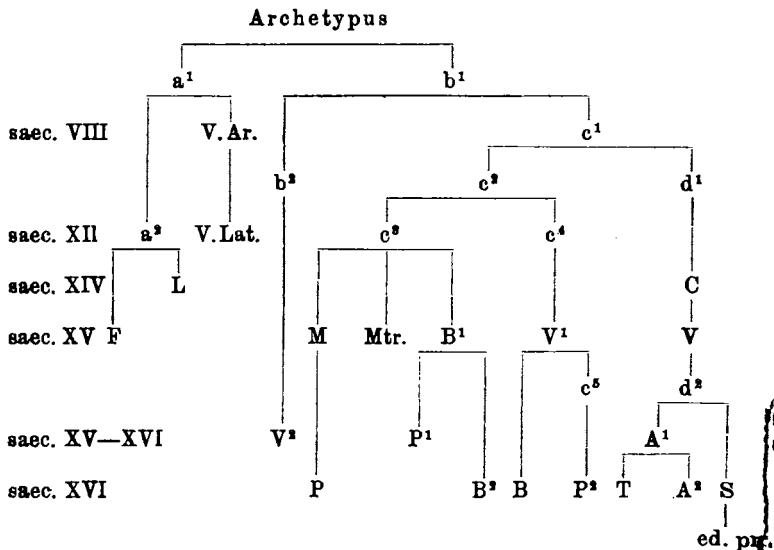 Archetypus
a¹ b¹
saec. VIII V. Ar. c¹
b² c² d¹
saec. XII a² V. Lat. c³ c⁴
saec. XIV L C
saec. XV F M Mtr. B¹ V¹ V
c⁵ d²
saec. XV—XVI V² P¹ A¹
saec. XVI P B² B P² T A² S
ed. pr.